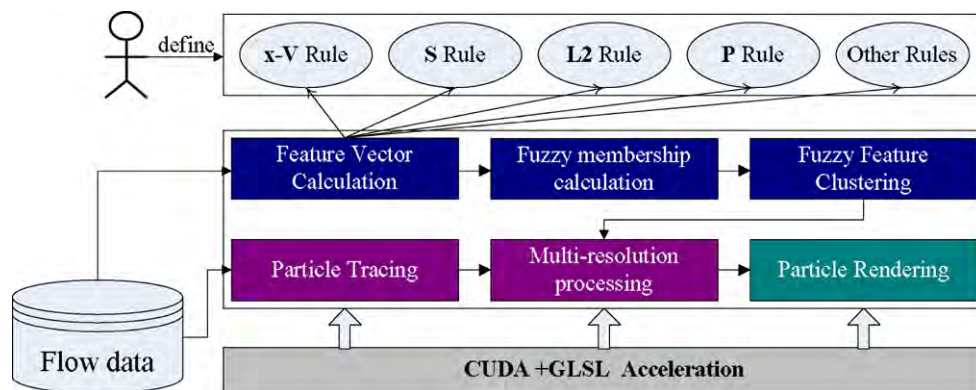 define
x-V Rule
S Rule
L2 Rule
P Rule
Other Rules
Feature Vector
Calculation
Fuzzy membership
calculation
Fuzzy Feature
Clustering
Particle Tracing
Multi-resolution
processing
Particle Rendering
Flow data
CUDA +GLSL Acceleration